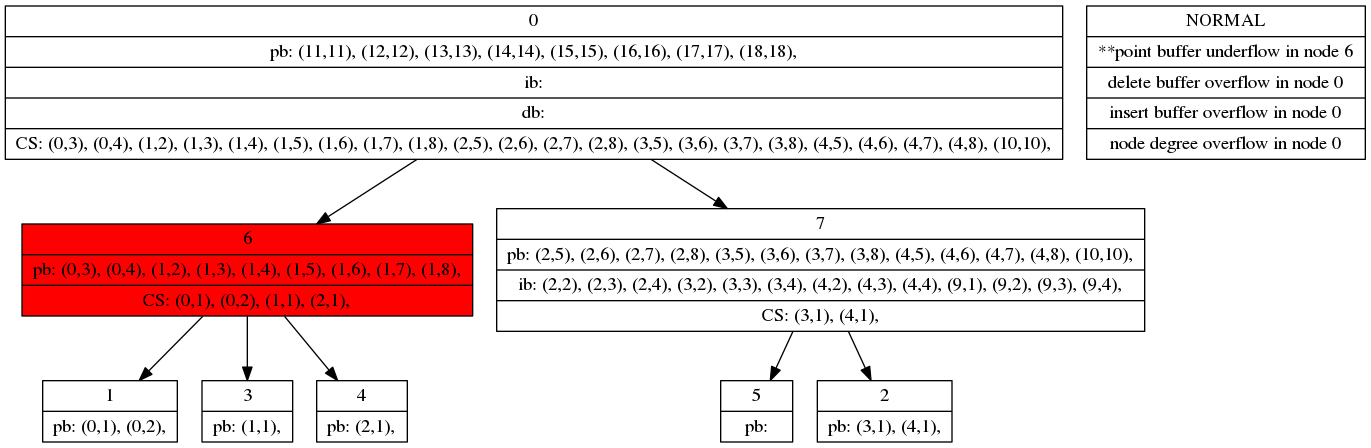 0
pb: (11,11), (12,12), (13,13), (14,14), (15,15), (16,16), (17,17), (18,18),
ib:
db:
CS: (0,3), (0,4), (1,2), (1,3), (1,4), (1,5), (1,6), (1,7), (1,8), (2,5), (2,6), (2,7), (2,8), (3,5), (3,6), (3,7), (3,8), (4,5), (4,6), (4,7), (4,8), (10,10),
NORMAL
**point buffer underflow in node 6
delete buffer overflow in node 0
insert buffer overflow in node 0
node degree overflow in node 0
6
pb: (0,3), (0,4), (1,2), (1,3), (1,4), (1,5), (1,6), (1,7), (1,8),
CS: (0,1), (0,2), (1,1), (2,1),
7
pb: (2,5), (2,6), (2,7), (2,8), (3,5), (3,6), (3,7), (3,8), (4,5), (4,6), (4,7), (4,8), (10,10),
ib: (2,2), (2,3), (2,4), (3,2), (3,3), (3,4), (4,2), (4,3), (4,4), (9,1), (9,2), (9,3), (9,4),
CS: (3,1), (4,1),
1
pb: (0,1), (0,2),
3
pb: (1,1),
4
pb: (2,1),
5
pb:
2
pb: (3,1), (4,1),